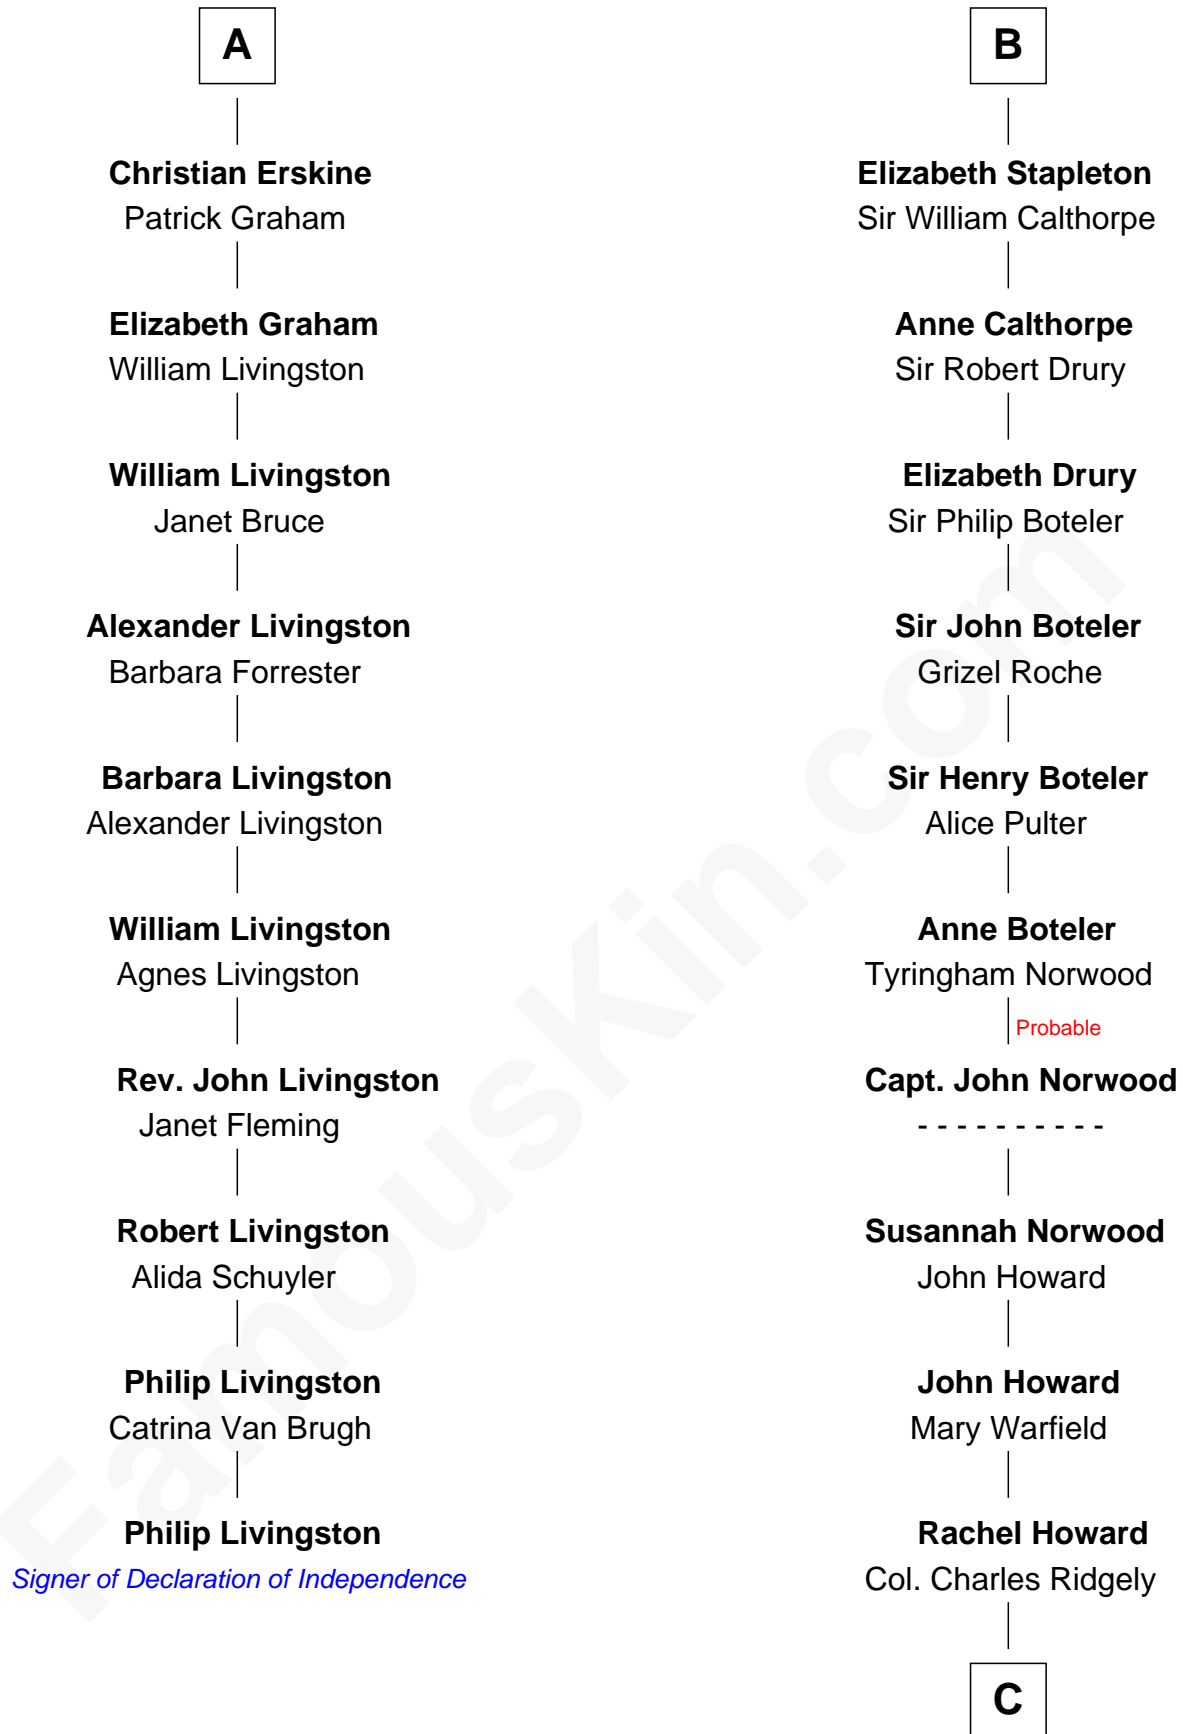 A
Christian Erskine
Patrick Graham
Elizabeth Graham
William Livingston
William Livingston
Janet Bruce
Alexander Livingston
Barbara Forrester
Barbara Livingston
Alexander Livingston
William Livingston
Agnes Livingston
Rev. John Livingston
Janet Fleming
Robert Livingston
Alida Schuyler
Philip Livingston
Catrina Van Brugh
Philip Livingston
Signer of Declaration of Independence
B
Elizabeth Stapleton
Sir William Calthorpe
Anne Calthorpe
Sir Robert Drury
Elizabeth Drury
Sir Philip Boteler
Sir John Boteler
Grizel Roche
Sir Henry Boteler
Alice Pulter
Anne Boteler
Tyringham Norwood
Probable
Capt. John Norwood
- - - - - - - - - -
Susannah Norwood
John Howard
John Howard
Mary Warfield
Rachel Howard
Col. Charles Ridgely
C
FamousKin.com